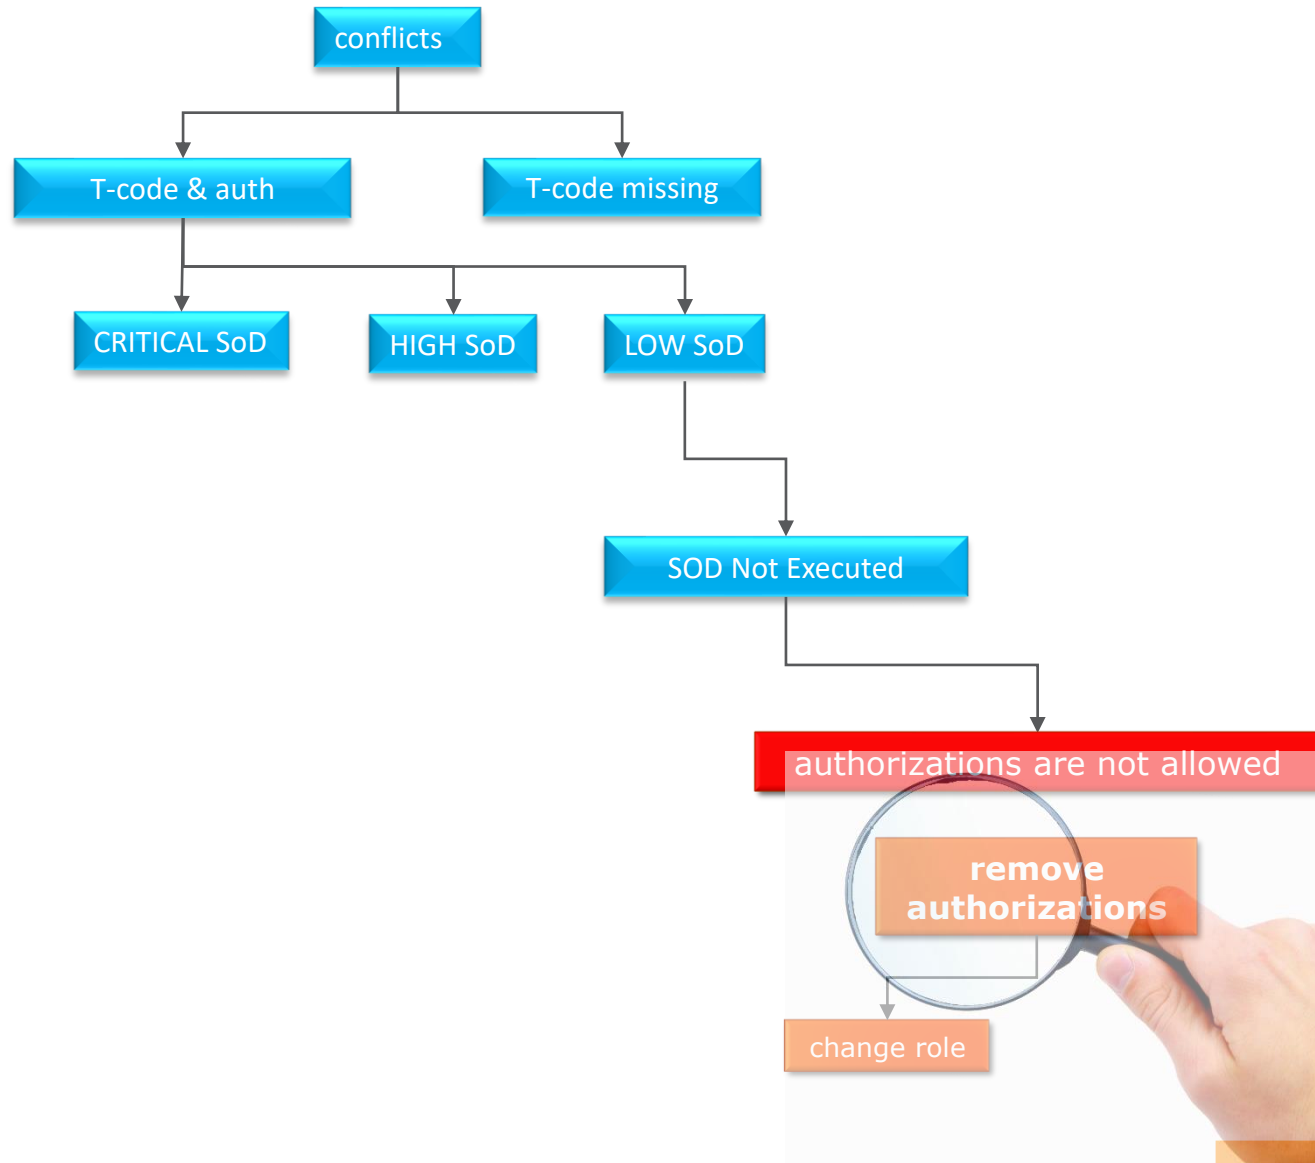 conflicts
T-code & auth
T-code missing
CRITICAL SoD
HIGH SoD
LOW SoD
SOD Not Executed
authorizations are not allowed
remove
authorizations
change role